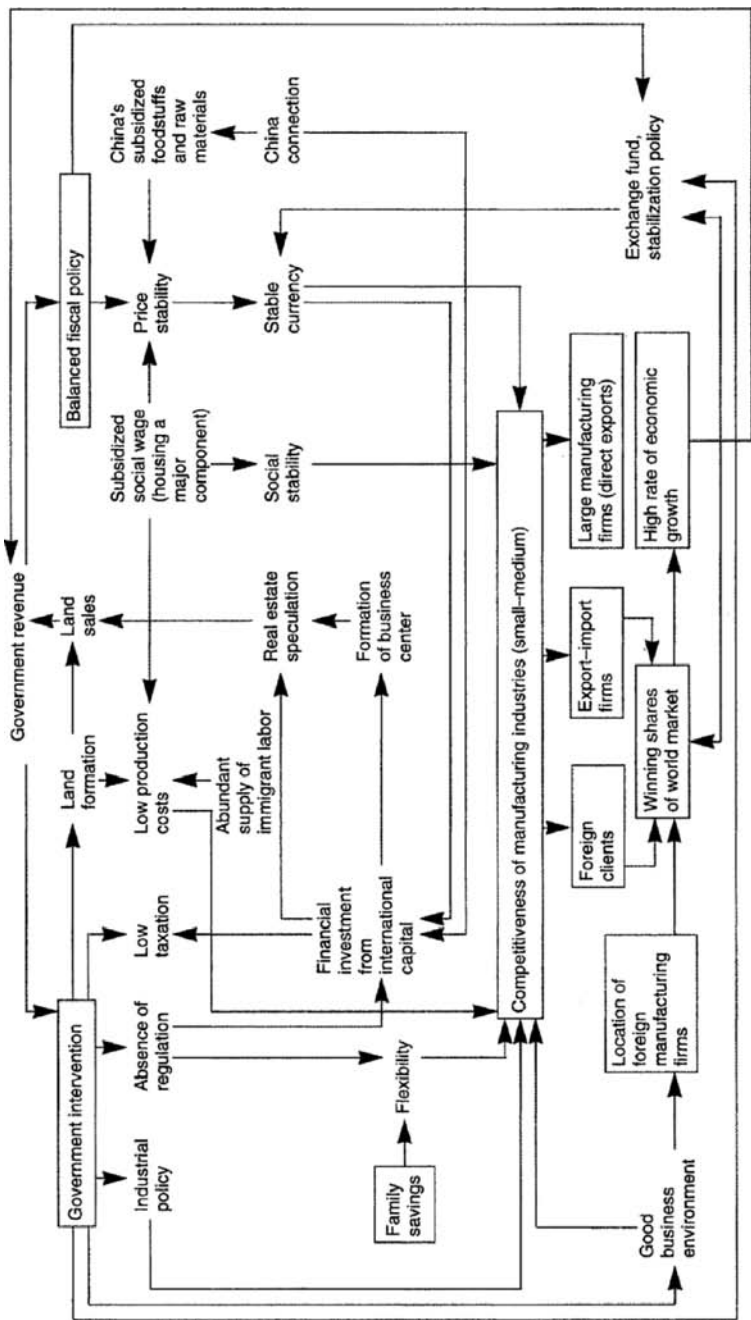 Government revenue
Government intervention
Land
formation
Land
sales
Balanced fiscal policy
Industrial
policy
Absence of
regulation
Low
taxation
Low production
costs
Subsidized
social wage
(housing a
major
component)
Price
stability
China's
subsidized
foodstuffs
and raw
materials
Abundant
supply of
immigrant labor
Real estate
speculation
Social
stability
Stable
currency
China
connection
Family
savings
Flexibility
Financial
investment
from
international
capital
Formation
of business
center
Competitiveness of manufacturing industries (small–medium)
Foreign
clients
Export–import
firms
Large manufacturing
firms (direct exports)
Good
business
environment
Location of
foreign
manufacturing
firms
Winning shares
of world market
High rate of economic
growth
Exchange fund,
stabilization policy